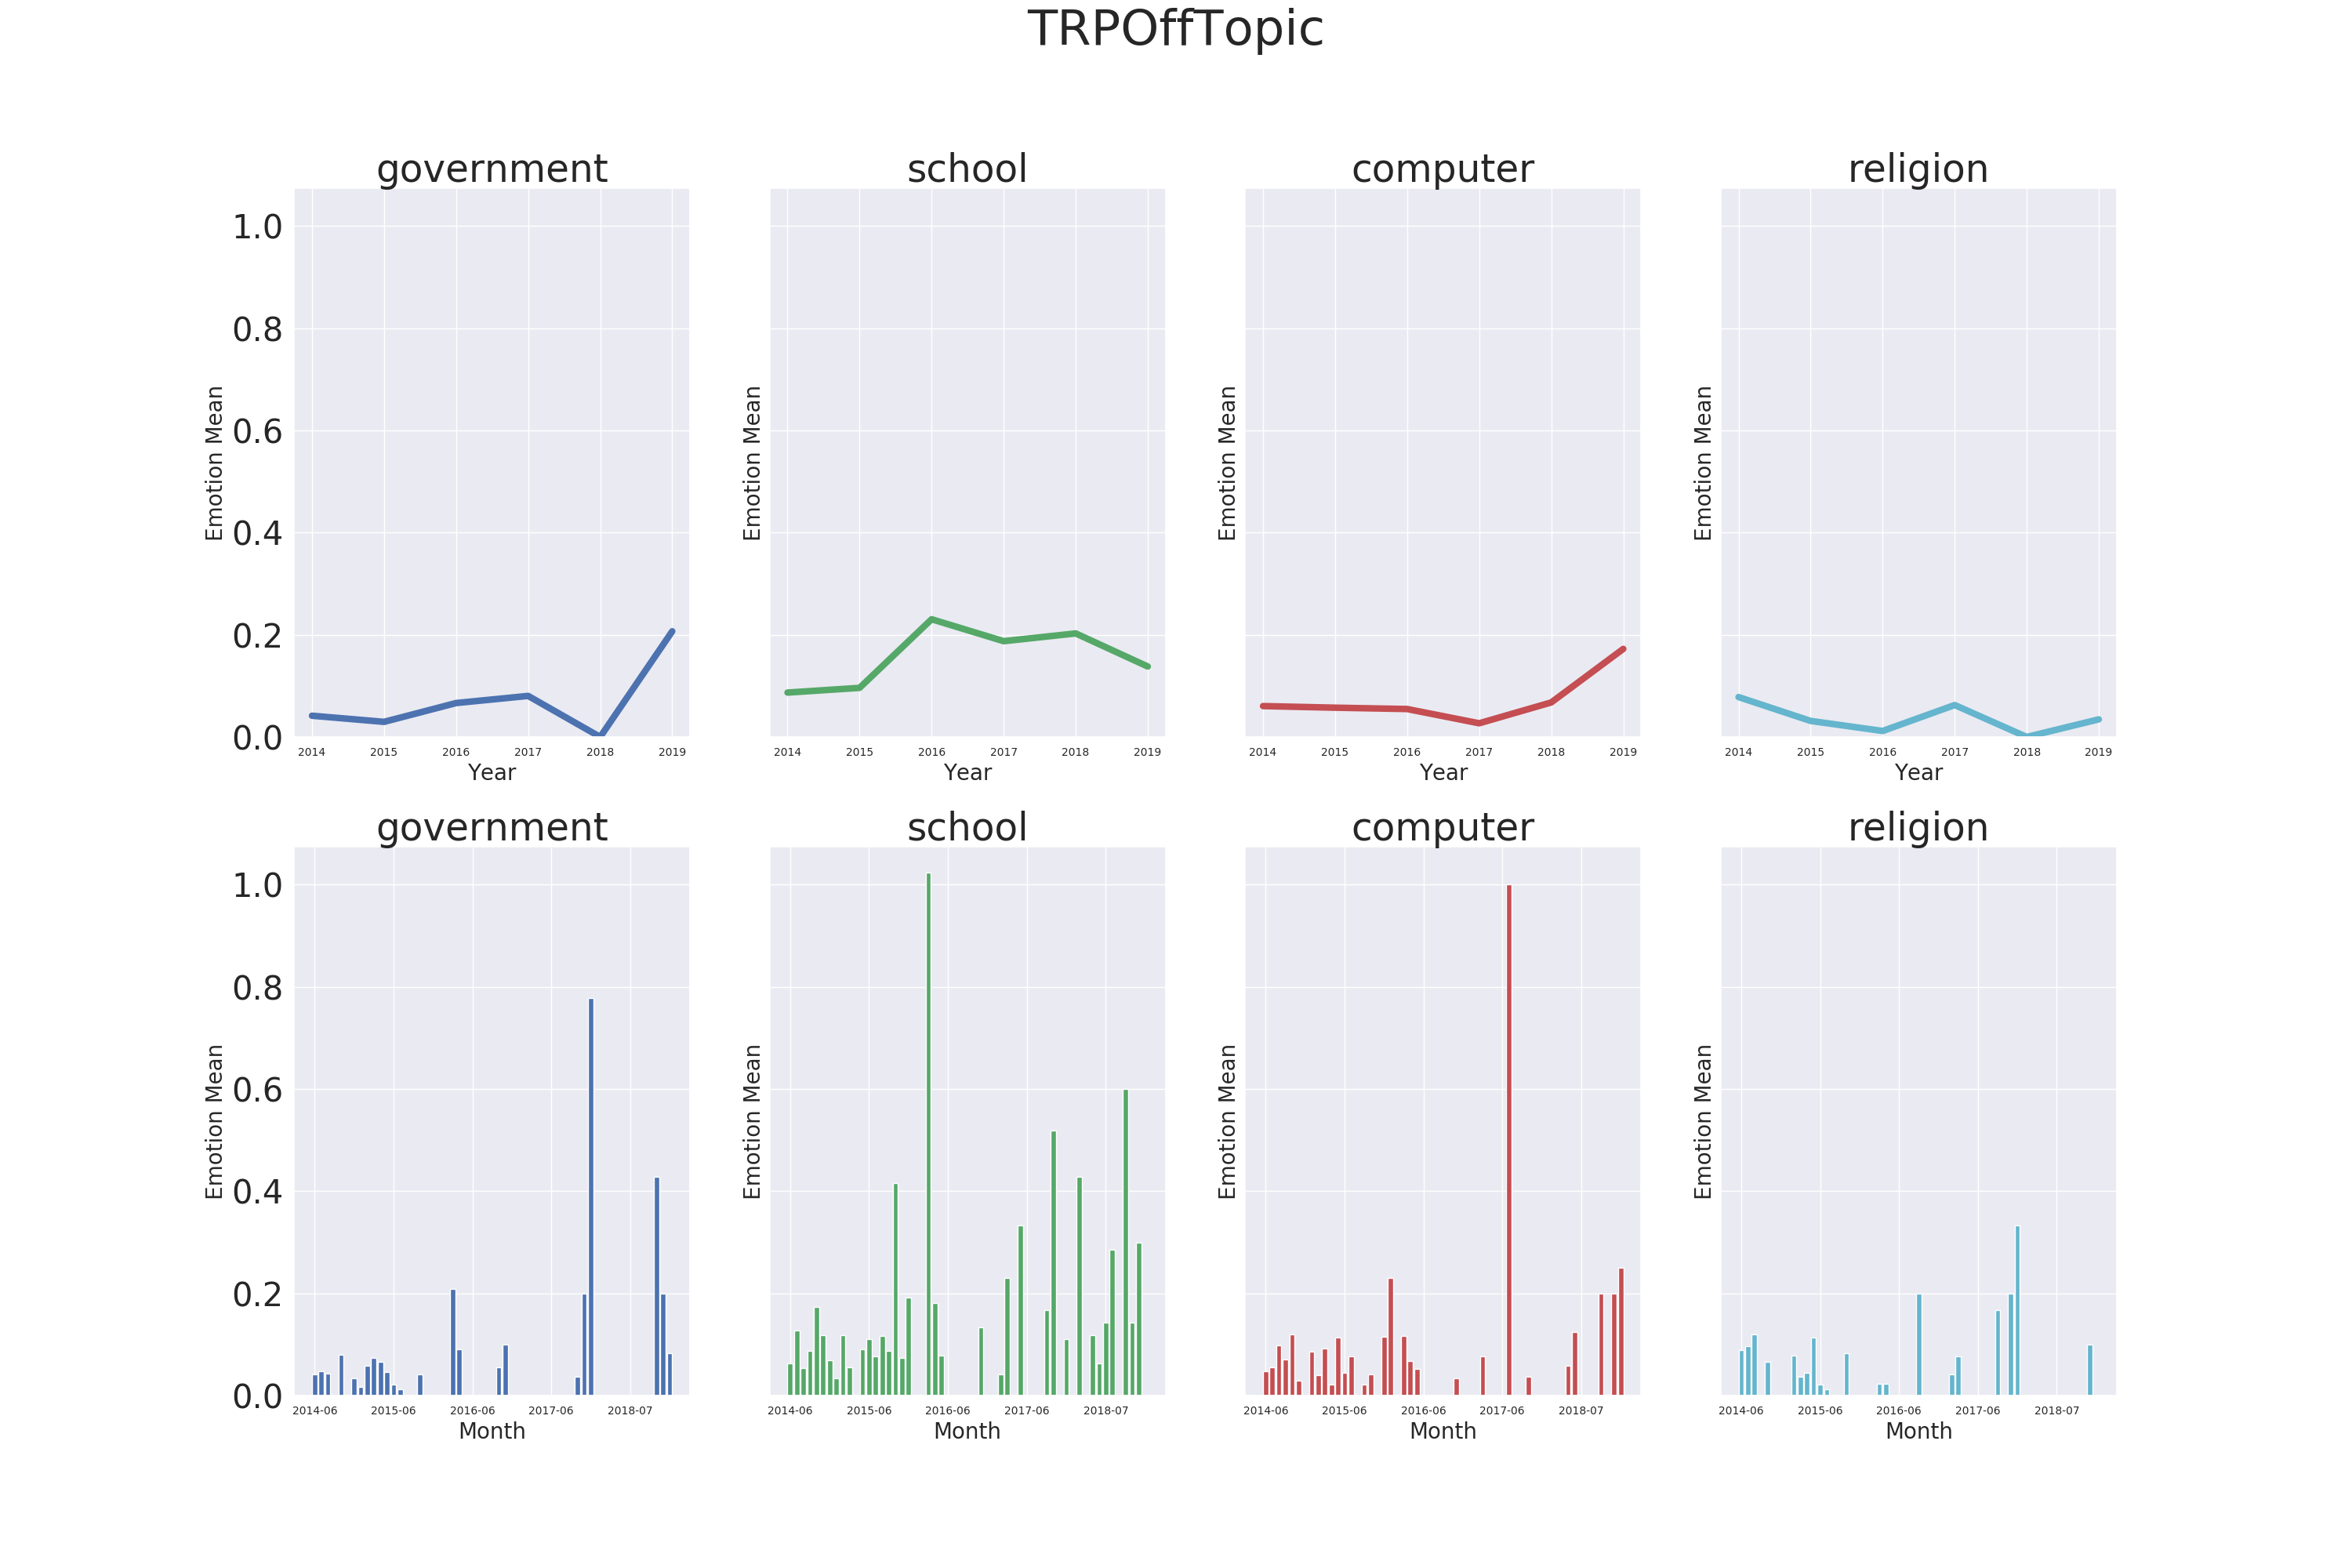 TRPOffTopic
government school computer religion
1.0
0.8
0.6
0.4
0.2
0.0
Emotion Mean Emotion Mean Emotion Mean Emotion Mean
2014 2015 2016 2017 2018 2019 2014 2015 2016 2017 2018 2019 2014 2015 2016 2017 2018 2019 2014 2015 2016 2017 2018 2019
Year Year Year Year
government school computer religion
1.0
0.8
0.6
0.4
0.2
0.0
Emotion Mean Emotion Mean Emotion Mean Emotion Mean
2014-06 2015-06 2016-06 2017-06 2018-07 2014-06 2015-06 2016-06 2017-06 2018-07 2014-06 2015-06 2016-06 2017-06 2018-07 2014-06 2015-06 2016-06 2017-06 2018-07
Month Month Month Month